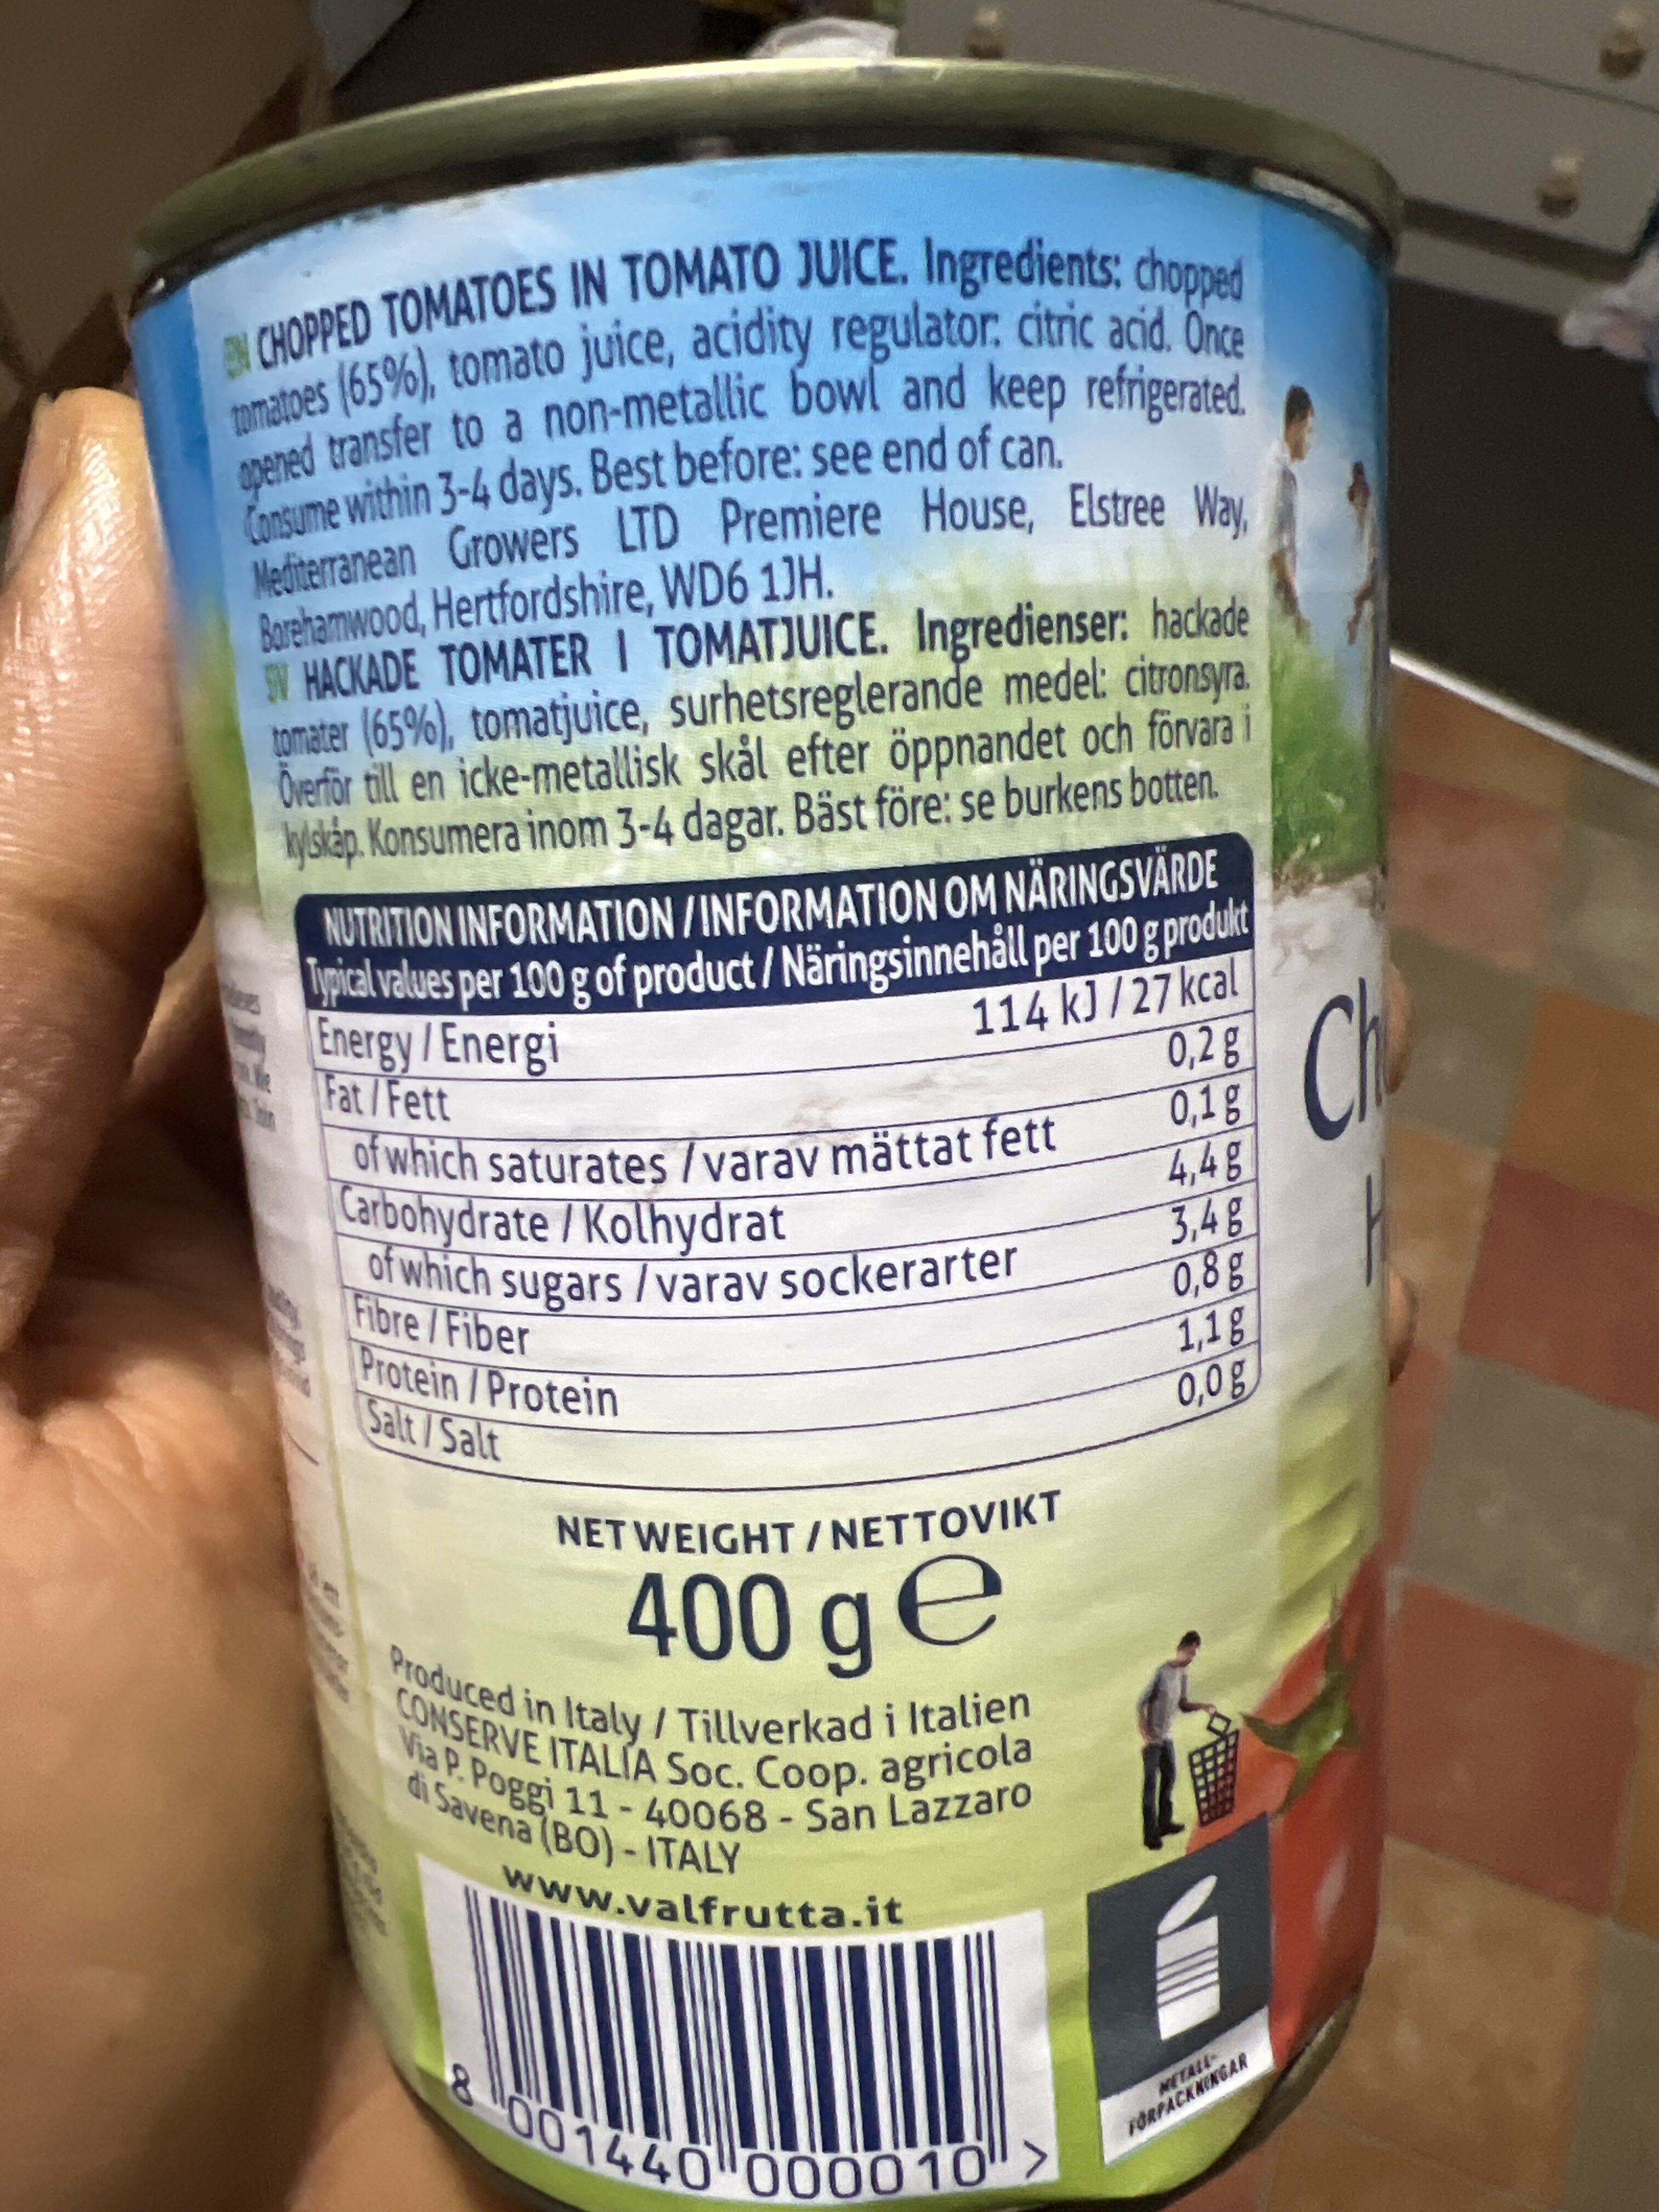 EN CHOPPED TOMATOES IN TOMATO JUICE. Ingredients: chopped
tomatoes (65%), tomato juice, acidity regulator: citric acid. Once
opened transfer to a non-metallic bowl and keep refrigerated.
Consume within 3-4 days. Best before: see end of can.
Mediterranean Growers LTD Premiere House, Elstree Way,
Borehamwood, Hertfordshire, WD6 1JH.
SV HACKADE TOMATER I TOMATJUICE. Ingredienser: hackade
tomater (65%), tomatjuice, surhetsreglerande medel: citronsyra.
Överför till en icke-metallisk skål efter öppnandet och förvara i
kylskåp. Konsumera inom 3-4 dagar. Bäst före: se burkens botten.
NUTRITION INFORMATION / INFORMATION OM NÄRINGSVÄRDE
Typical values per 100 g of product / Näringsinnehåll per 100 g produkt
Energy / Energi 114 kJ / 27 kcal
Fat / Fett 0,2 g
of which saturates / varav mättat fett 0,1 g
Carbohydrate / Kolhydrat 4,4 g
of which sugars / varav sockerarter 3,4 g
Fibre / Fiber 0,8 g
Protein / Protein 1,1 g
Salt / Salt 0,0 g
NET WEIGHT / NETTOVIKT
400 g e
Produced in Italy / Tillverkad i Italien
CONSERVE ITALIA Soc. Coop. agricola
Via P. Poggi 11 - 40068 - San Lazzaro
di Savena (BO) - ITALY
www.valfrutta.it
8 001440 000010 >
METALL-
FÖRPACKNINGAR
Ch
H